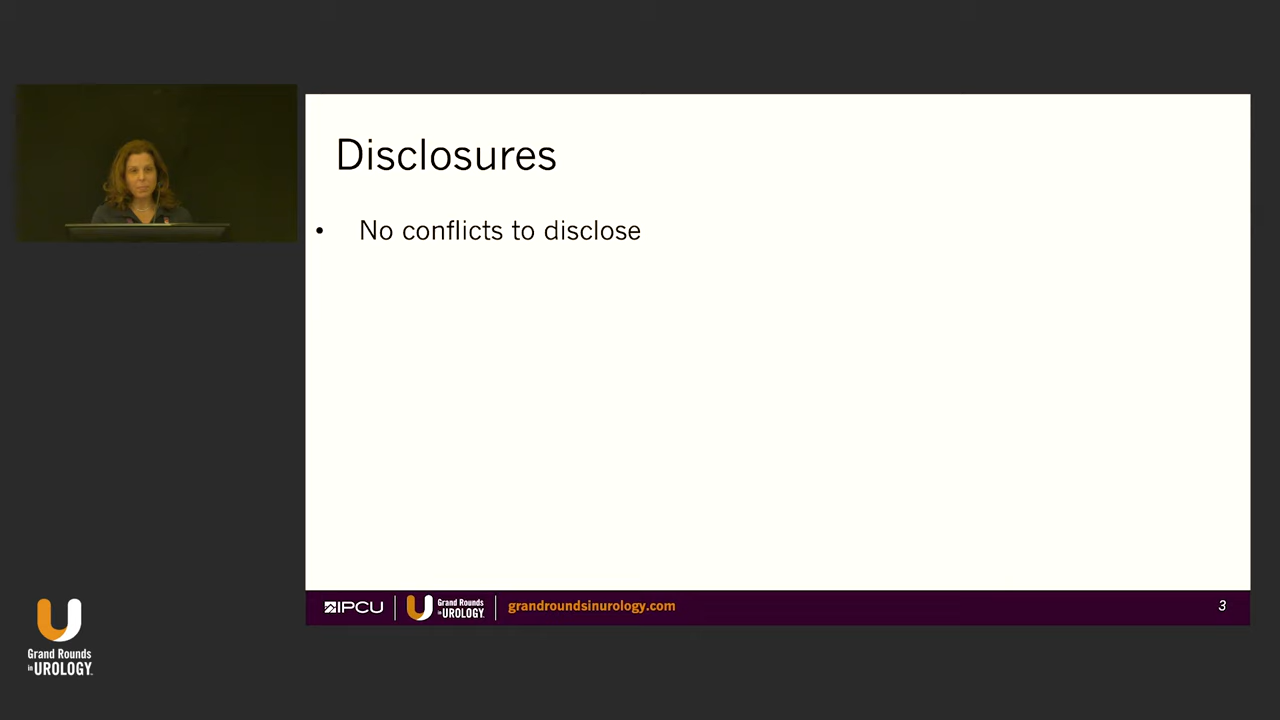 Disclosures
• No conflicts to disclose
IPCU
Grand Rounds
in UROLOGY
grandroundsinurology.com
3
Grand Rounds
in UROLOGY